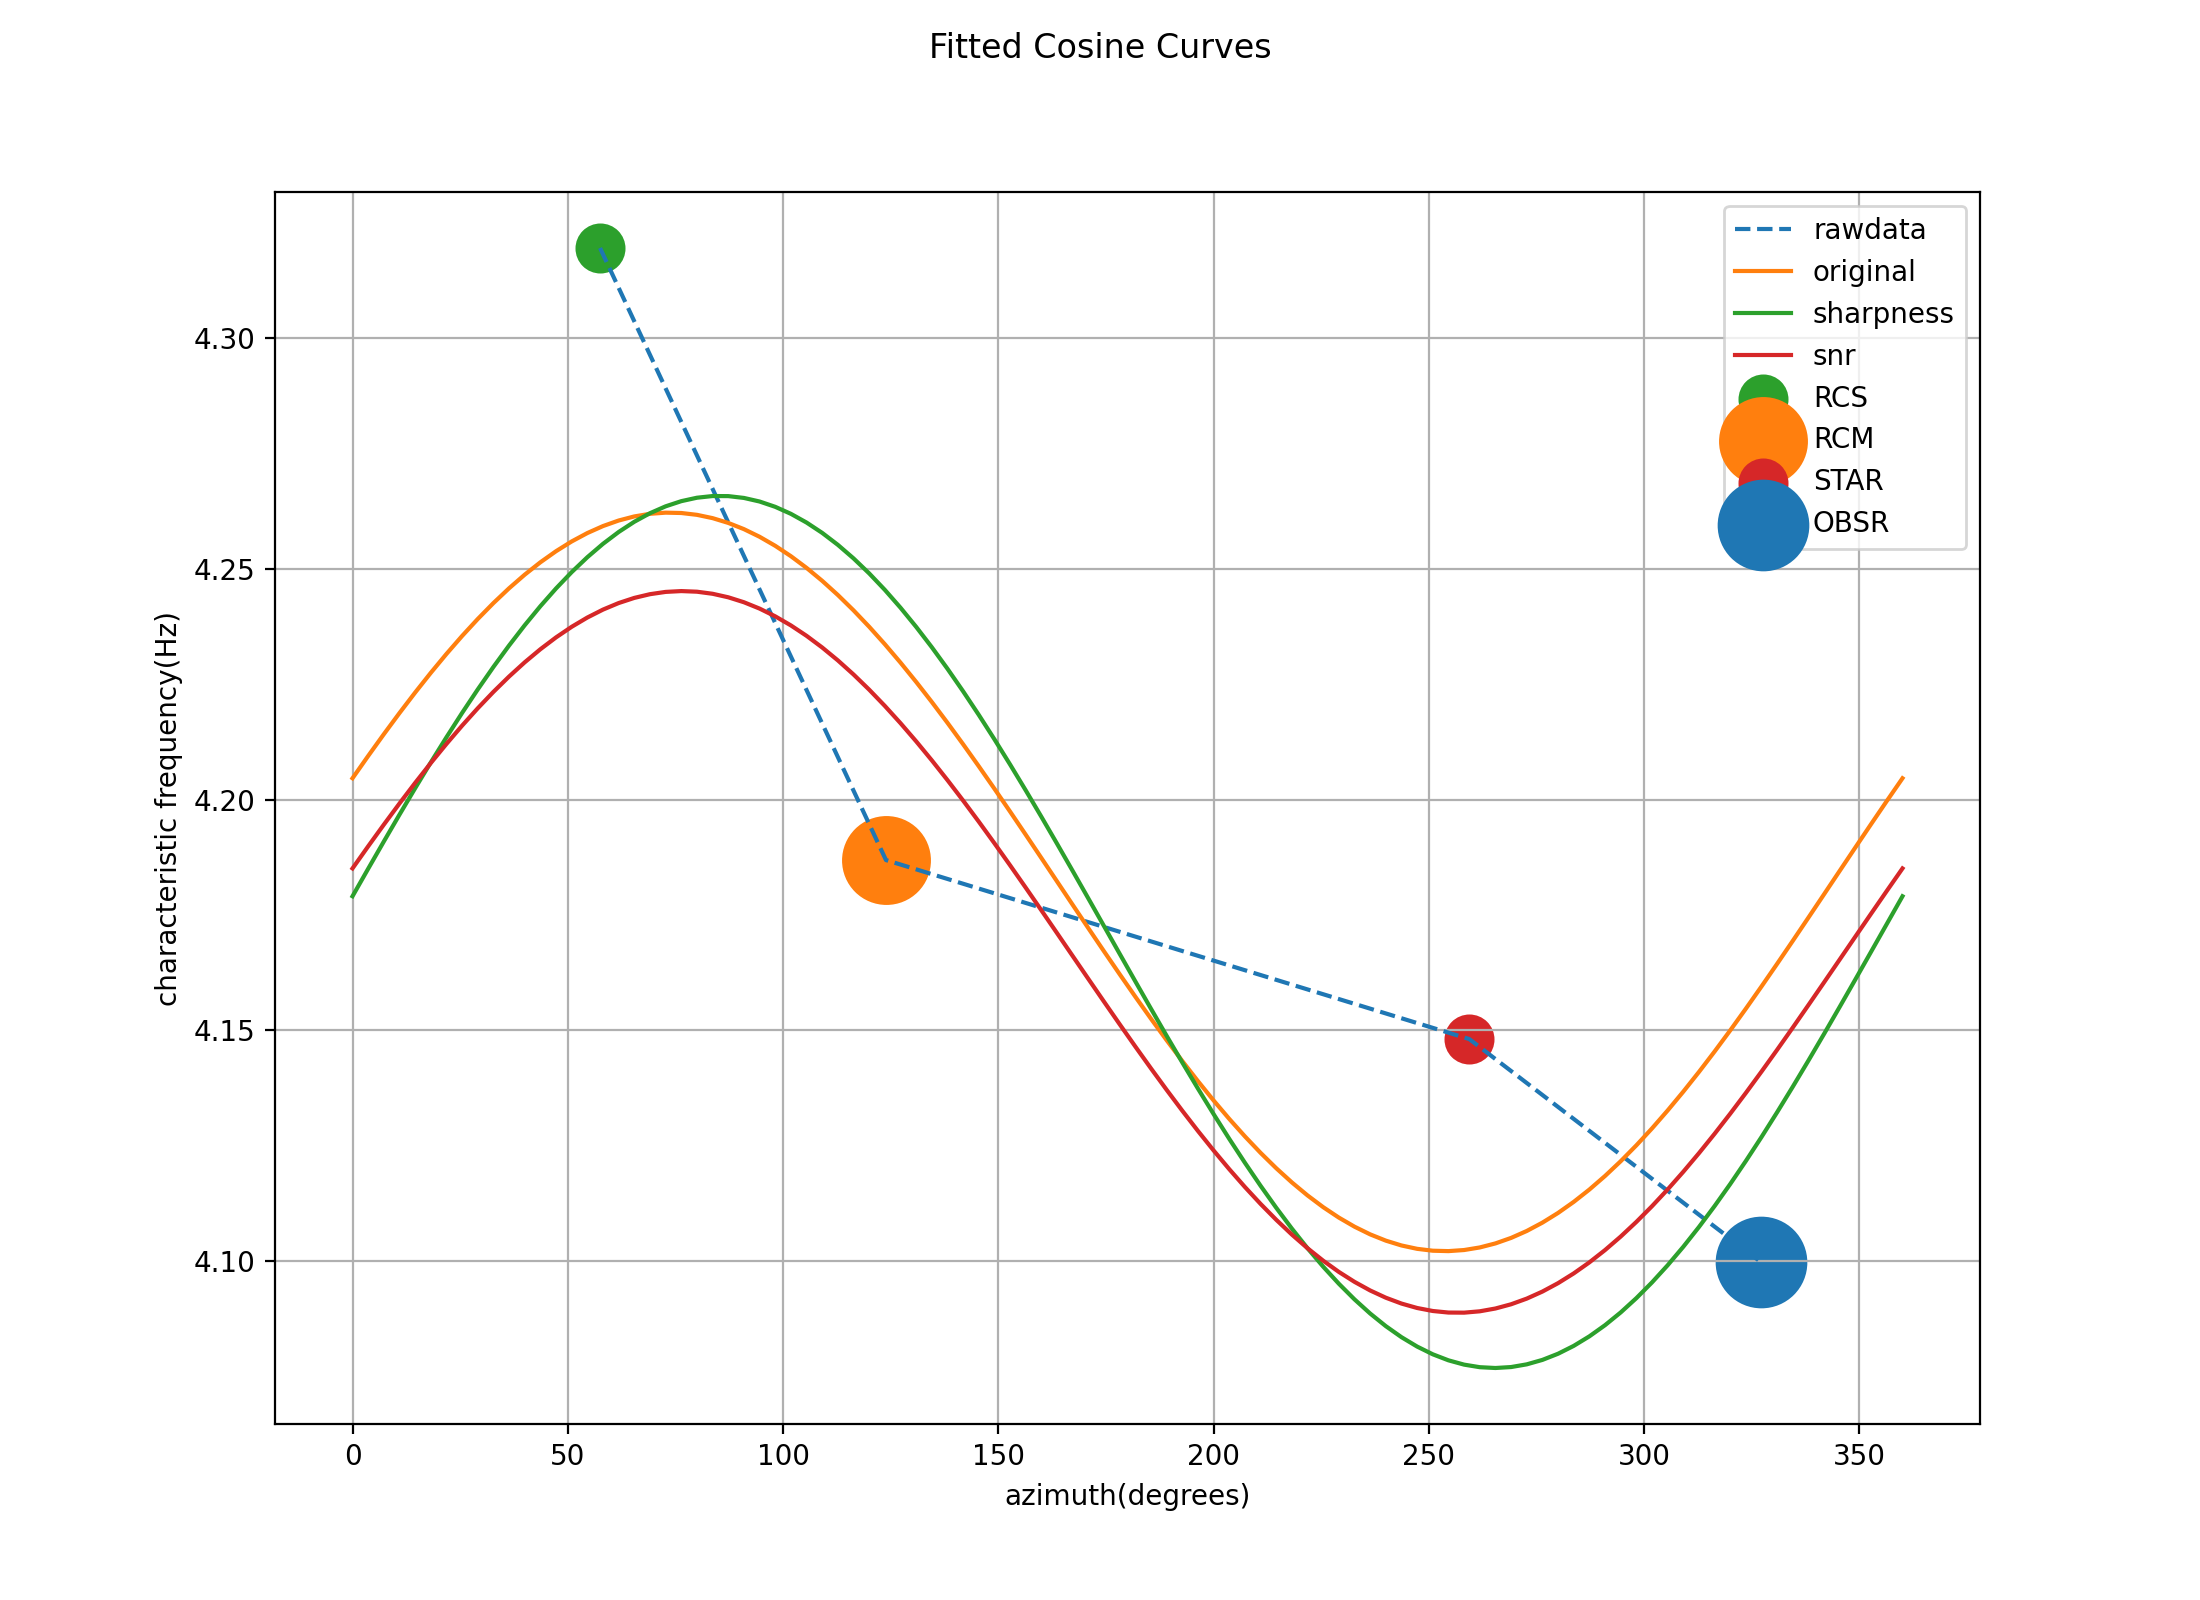 Fitted Cosine Curves
rawdata
original
sharpness
snr
RCS
RCM
STAR
OBSR
characteristic frequency(Hz)
4.30
4.25
4.20
4.15
4.10
0 50 100 150 200 250 300 350
azimuth(degrees)